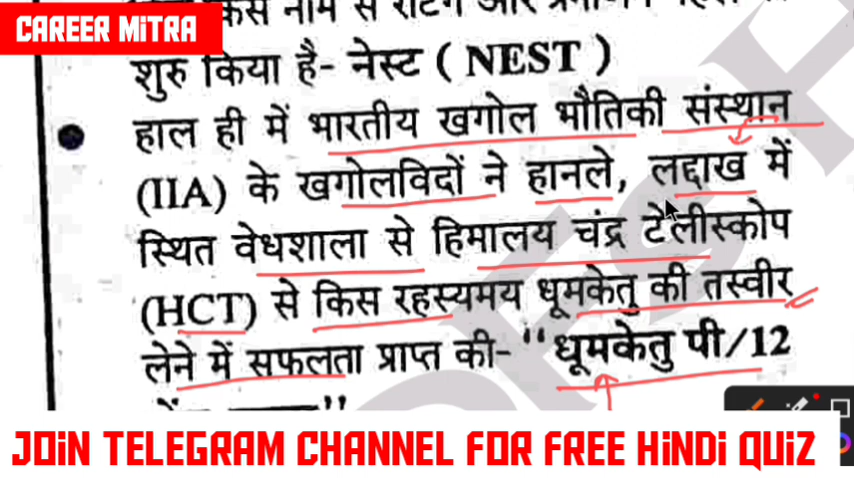 CAREER MITRA
किस नाम से रेटिंग और
शुरु किया है- नेस्ट ( NEST )
हाल ही में भारतीय खगोल भौतिकी संस्थान
(IIA) के खगोलविदों ने हानले, लद्दाख में
स्थित वेधशाला से हिमालय चंद्र टेलीस्कोप
(HCT) से किस रहस्यमय धूमकेतु की तस्वीर
लेने में सफलता प्राप्त की- "धूमकेतु पी/12
JOIN TELEGRAM CHANNEL FOR FREE HINDI QUIZ